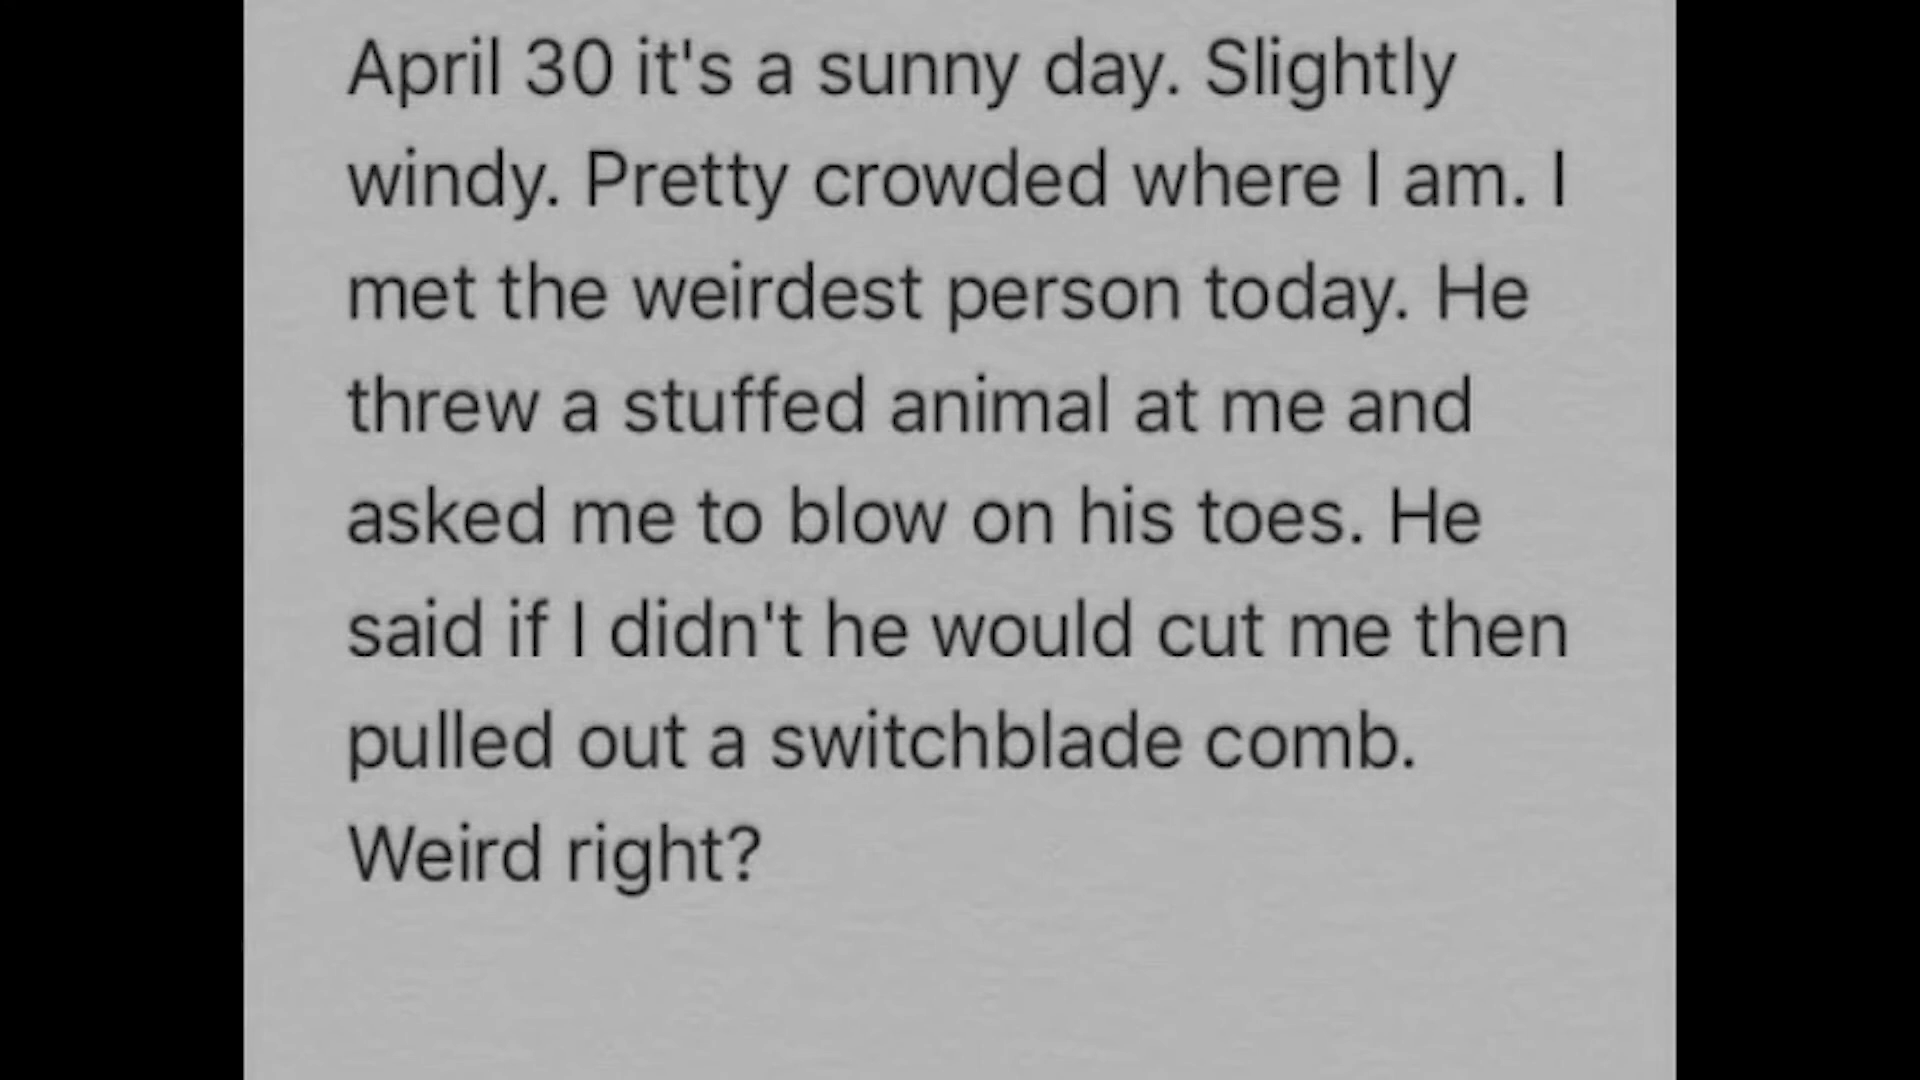 April 30 it's a sunny day. Slightly
windy. Pretty crowded where I am. I
met the weirdest person today. He
threw a stuffed animal at me and
asked me to blow on his toes. He
said if I didn't he would cut me then
pulled out a switchblade comb.
Weird right?